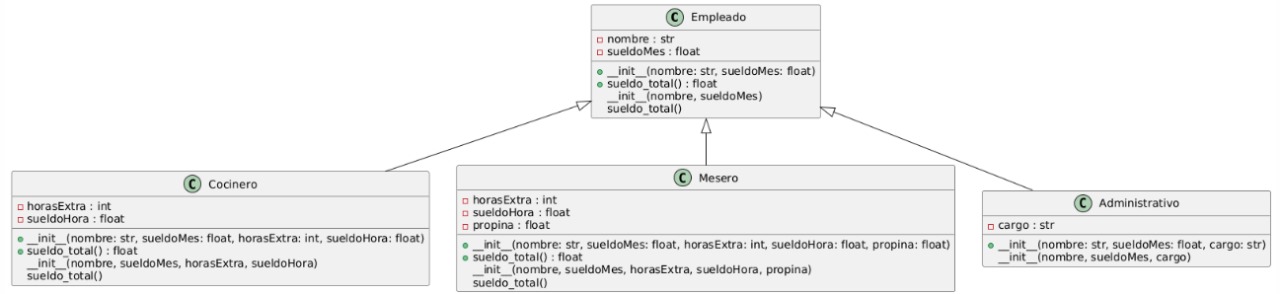 C Empleado
nombre : str
sueldoMes : float
__init__(nombre: str, sueldoMes: float)
sueldo_total() : float
__init__(nombre, sueldoMes)
sueldo_total()
C Cocinero
horasExtra : int
sueldoHora : float
__init__(nombre: str, sueldoMes: float, horasExtra: int, sueldoHora: float)
sueldo_total() : float
__init__(nombre, sueldoMes, horasExtra, sueldoHora)
sueldo_total()
C Mesero
horasExtra : int
sueldoHora : float
propina : float
__init__(nombre: str, sueldoMes: float, horasExtra: int, sueldoHora: float, propina: float)
sueldo_total() : float
__init__(nombre, sueldoMes, horasExtra, sueldoHora, propina)
sueldo_total()
C Administrativo
cargo : str
__init__(nombre: str, sueldoMes: float, cargo: str)
__init__(nombre, sueldoMes, cargo)